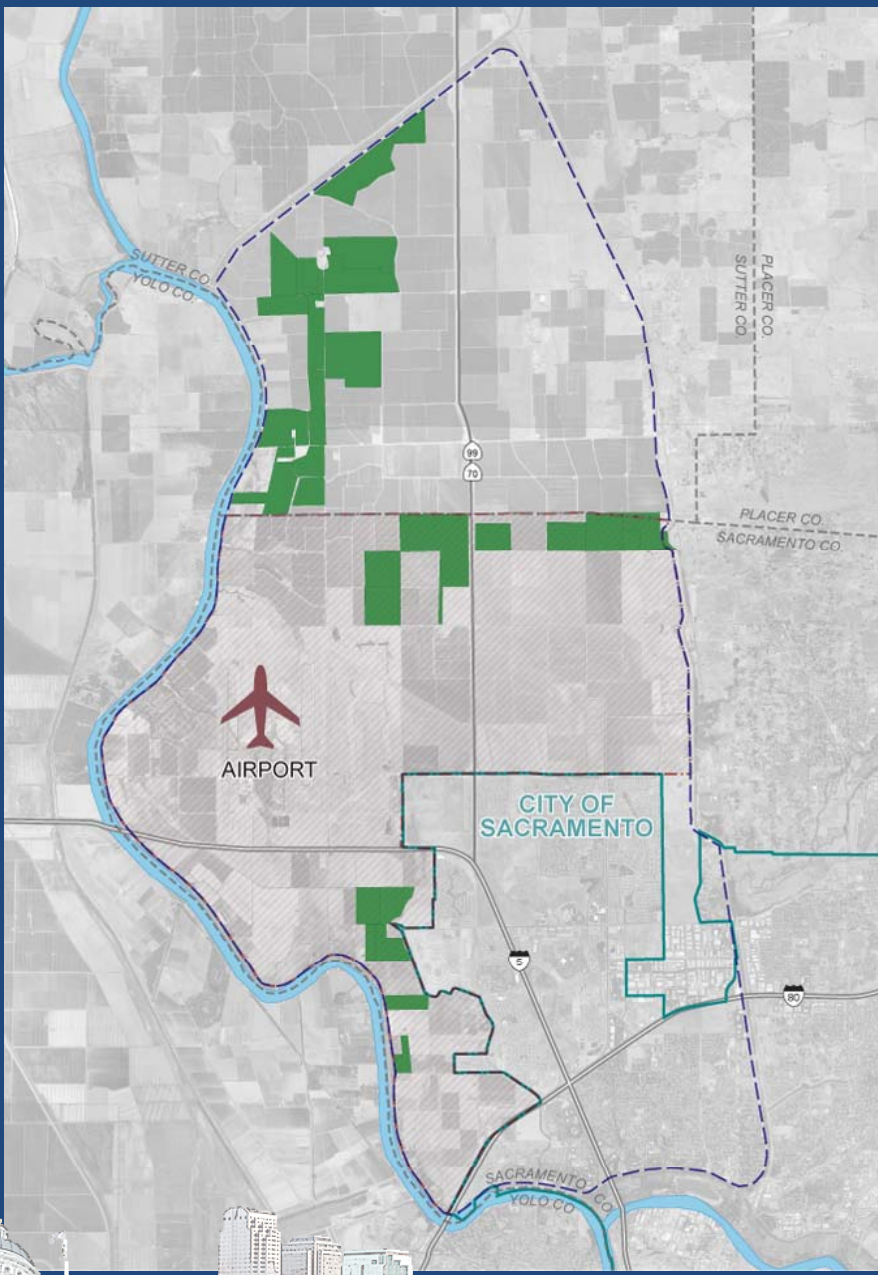 SUTTER CO.
YOLO CO.
PLACER CO.
SUTTER CO.
99
70
PLACER CO.
SACRAMENTO CO.
AIRPORT
CITY OF
SACRAMENTO
5
80
SACRAMENTO CO.
YOLO CO